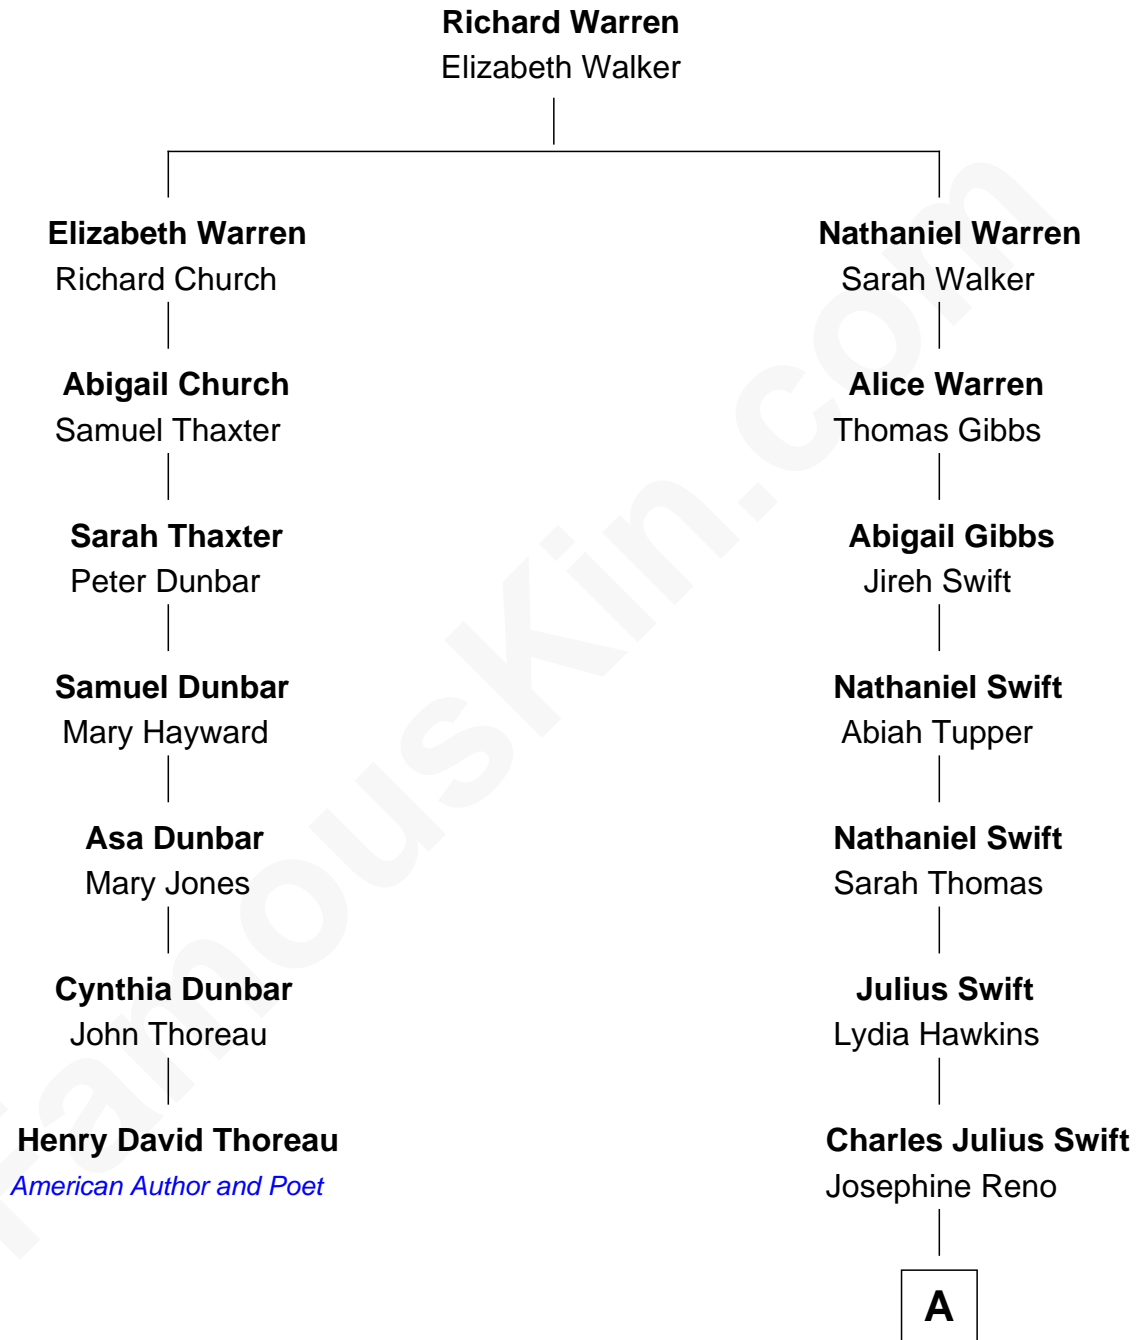 Richard Warren
Elizabeth Walker
Elizabeth Warren
Richard Church
Abigail Church
Samuel Thaxter
Sarah Thaxter
Peter Dunbar
Samuel Dunbar
Mary Hayward
Asa Dunbar
Mary Jones
Cynthia Dunbar
John Thoreau
Henry David Thoreau
American Author and Poet
Nathaniel Warren
Sarah Walker
Alice Warren
Thomas Gibbs
Abigail Gibbs
Jireh Swift
Nathaniel Swift
Abiah Tupper
Nathaniel Swift
Sarah Thomas
Julius Swift
Lydia Hawkins
Charles Julius Swift
Josephine Reno
A
FamousKin.com